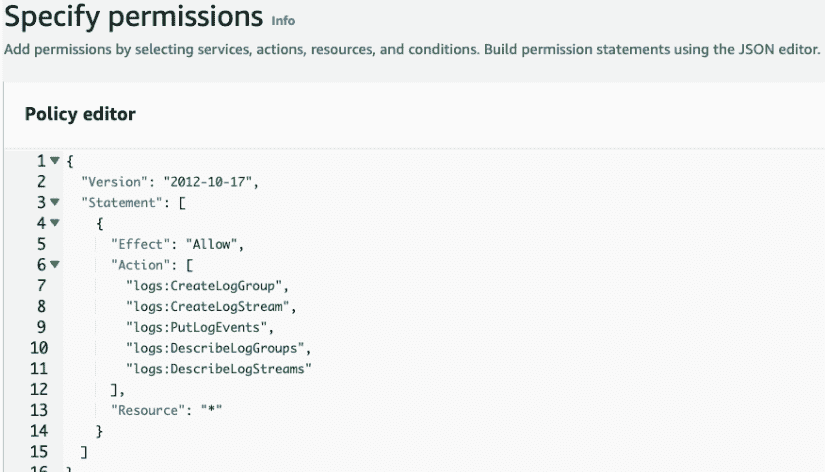 Specify permissions Info
Add permissions by selecting services, actions, resources, and conditions. Build permission statements using the JSON editor.
Policy editor
1 {
2 "Version": "2012-10-17",
3 "Statement": [
4 {
5 "Effect": "Allow",
6 "Action": [
7 "logs:CreateLogGroup",
8 "logs:CreateLogStream",
9 "logs:PutLogEvents",
10 "logs:DescribeLogGroups",
11 "logs:DescribeLogStreams"
12 ],
13 "Resource": "*"
14 }
15 ]
16 }